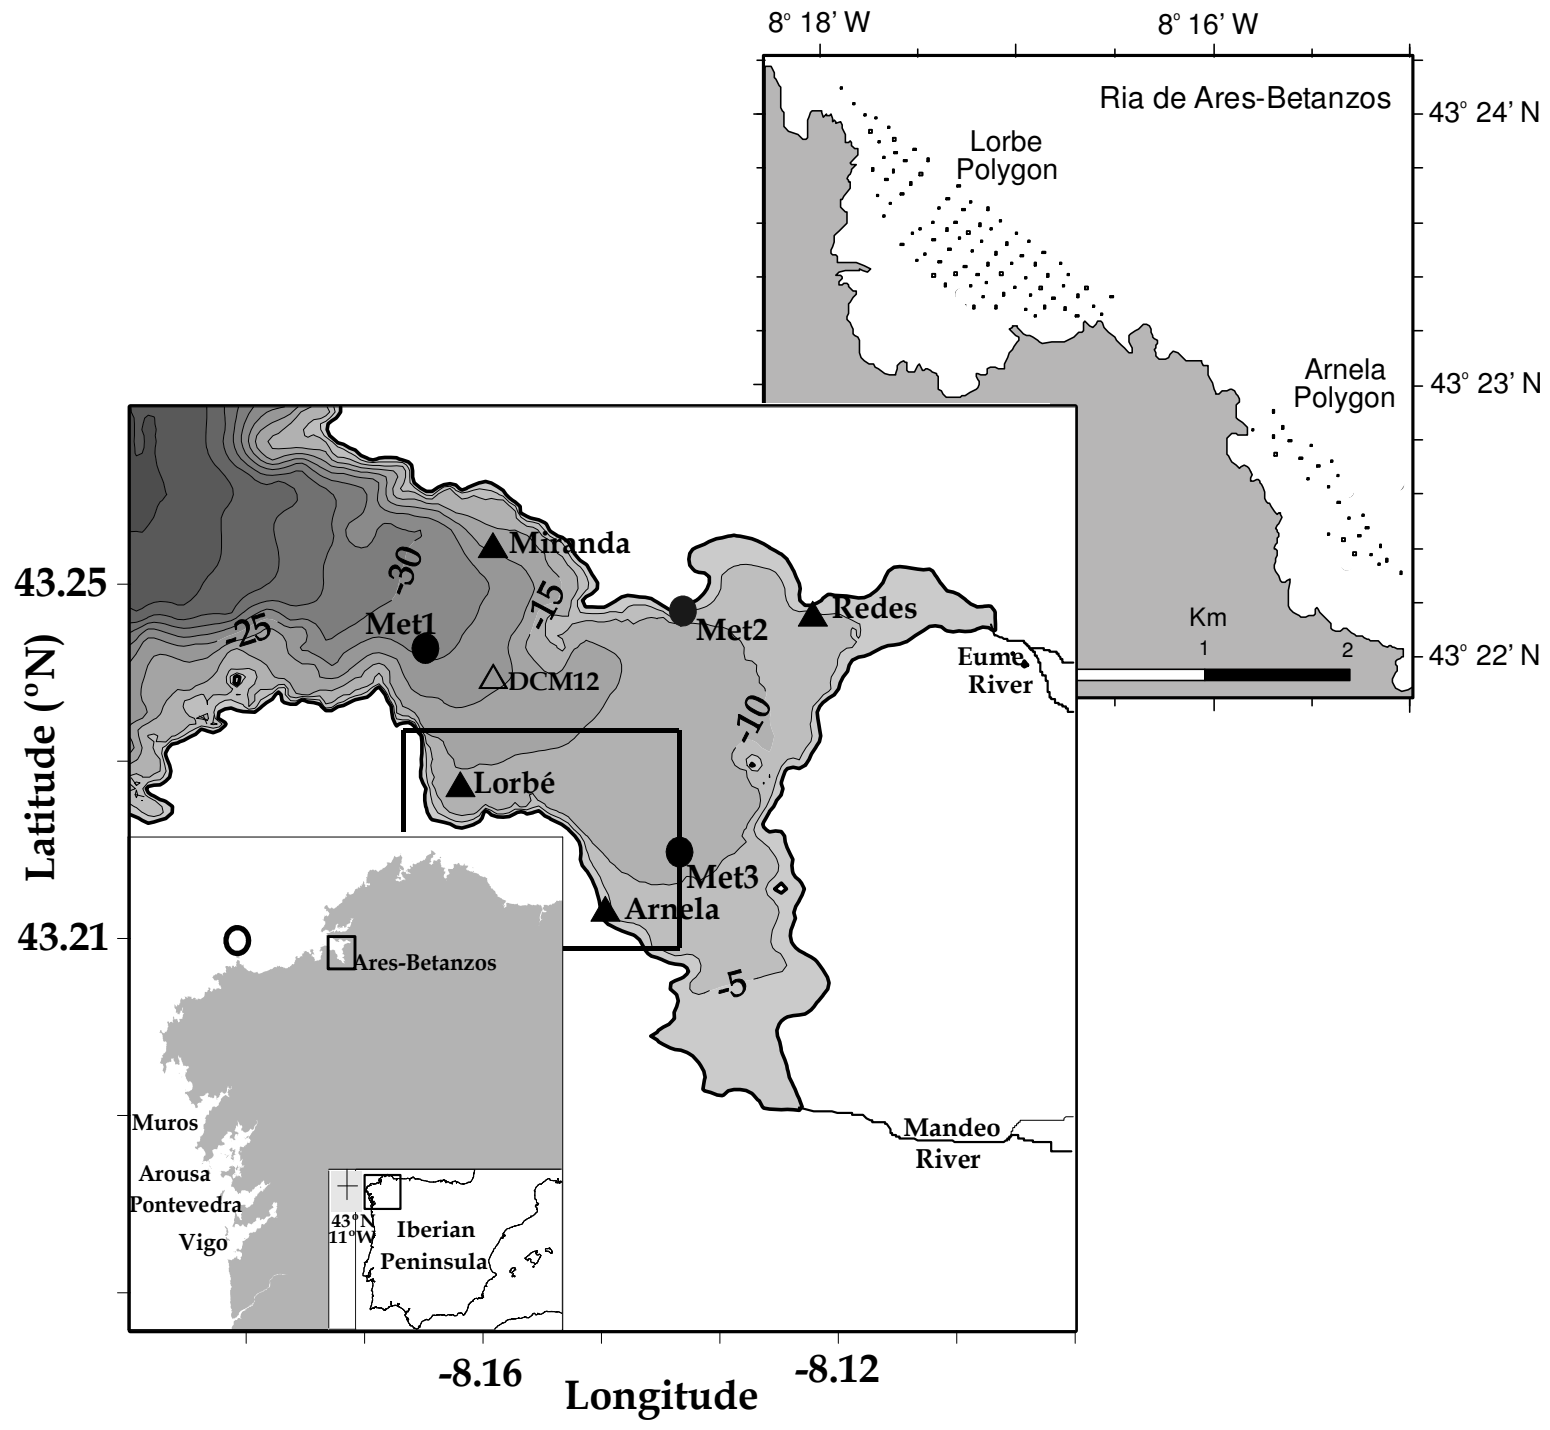 8° 18' W
8° 16' W
Ria de Ares-Betanzos
43° 24' N
Lorbe
Polygon
Arnela
Polygon
43° 23' N
Km
1
2
43° 22' N
Miranda
-30
-15
43.25
Met1
-25
Met2
Redes
Eume
River
DCM12
-10
Lorbé
Met3
Arnela
43.21
-5
Latitude (°N)
Ares-Betanzos
Muros
Arousa
Pontevedra
Vigo
43°N
11°W
Iberian
Peninsula
Mandeo
River
-8.16
-8.12
Longitude